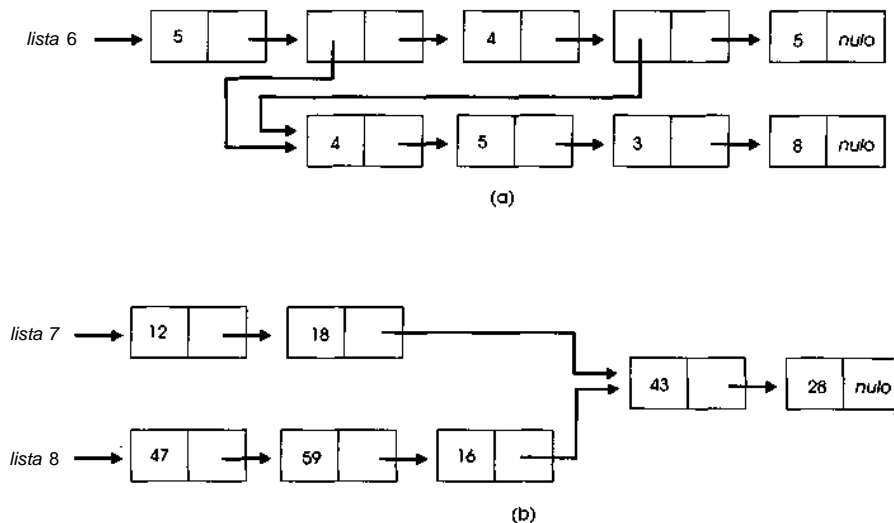 lista 6 5 4 5 nulo
4 5 3 8 nulo
(a)
lista 7 12 18
43 28 nulo
lista 8 47 59 16
(b)